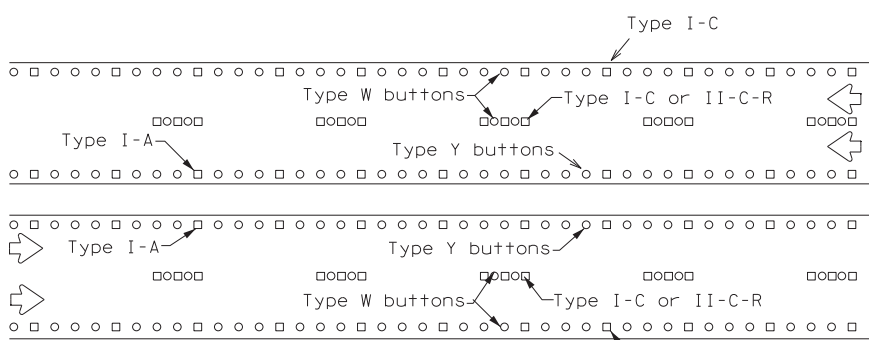 Type I-C
Type W buttons
Type I-C or II-C-R
Type I-A
Type Y buttons
Type I-A
Type Y buttons
Type W buttons
Type I-C or II-C-R